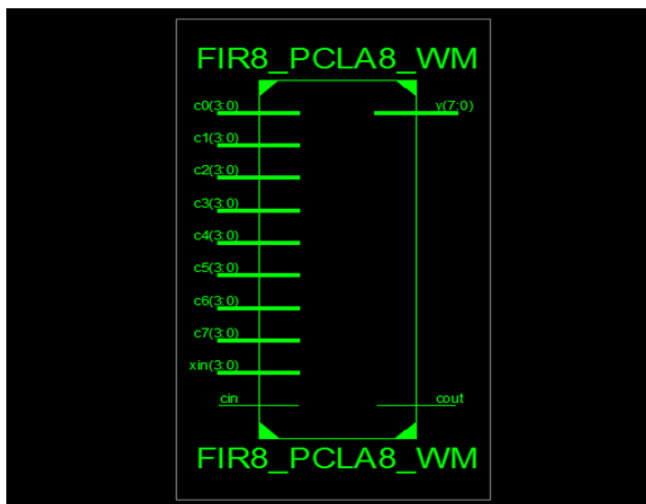 FIR8_PCLA8_WM
c0(3:0) y(7:0)
c1(3:0)
c2(3:0)
c3(3:0)
c4(3:0)
c5(3:0)
c6(3:0)
c7(3:0)
xin(3:0)
cin cout
FIR8_PCLA8_WM